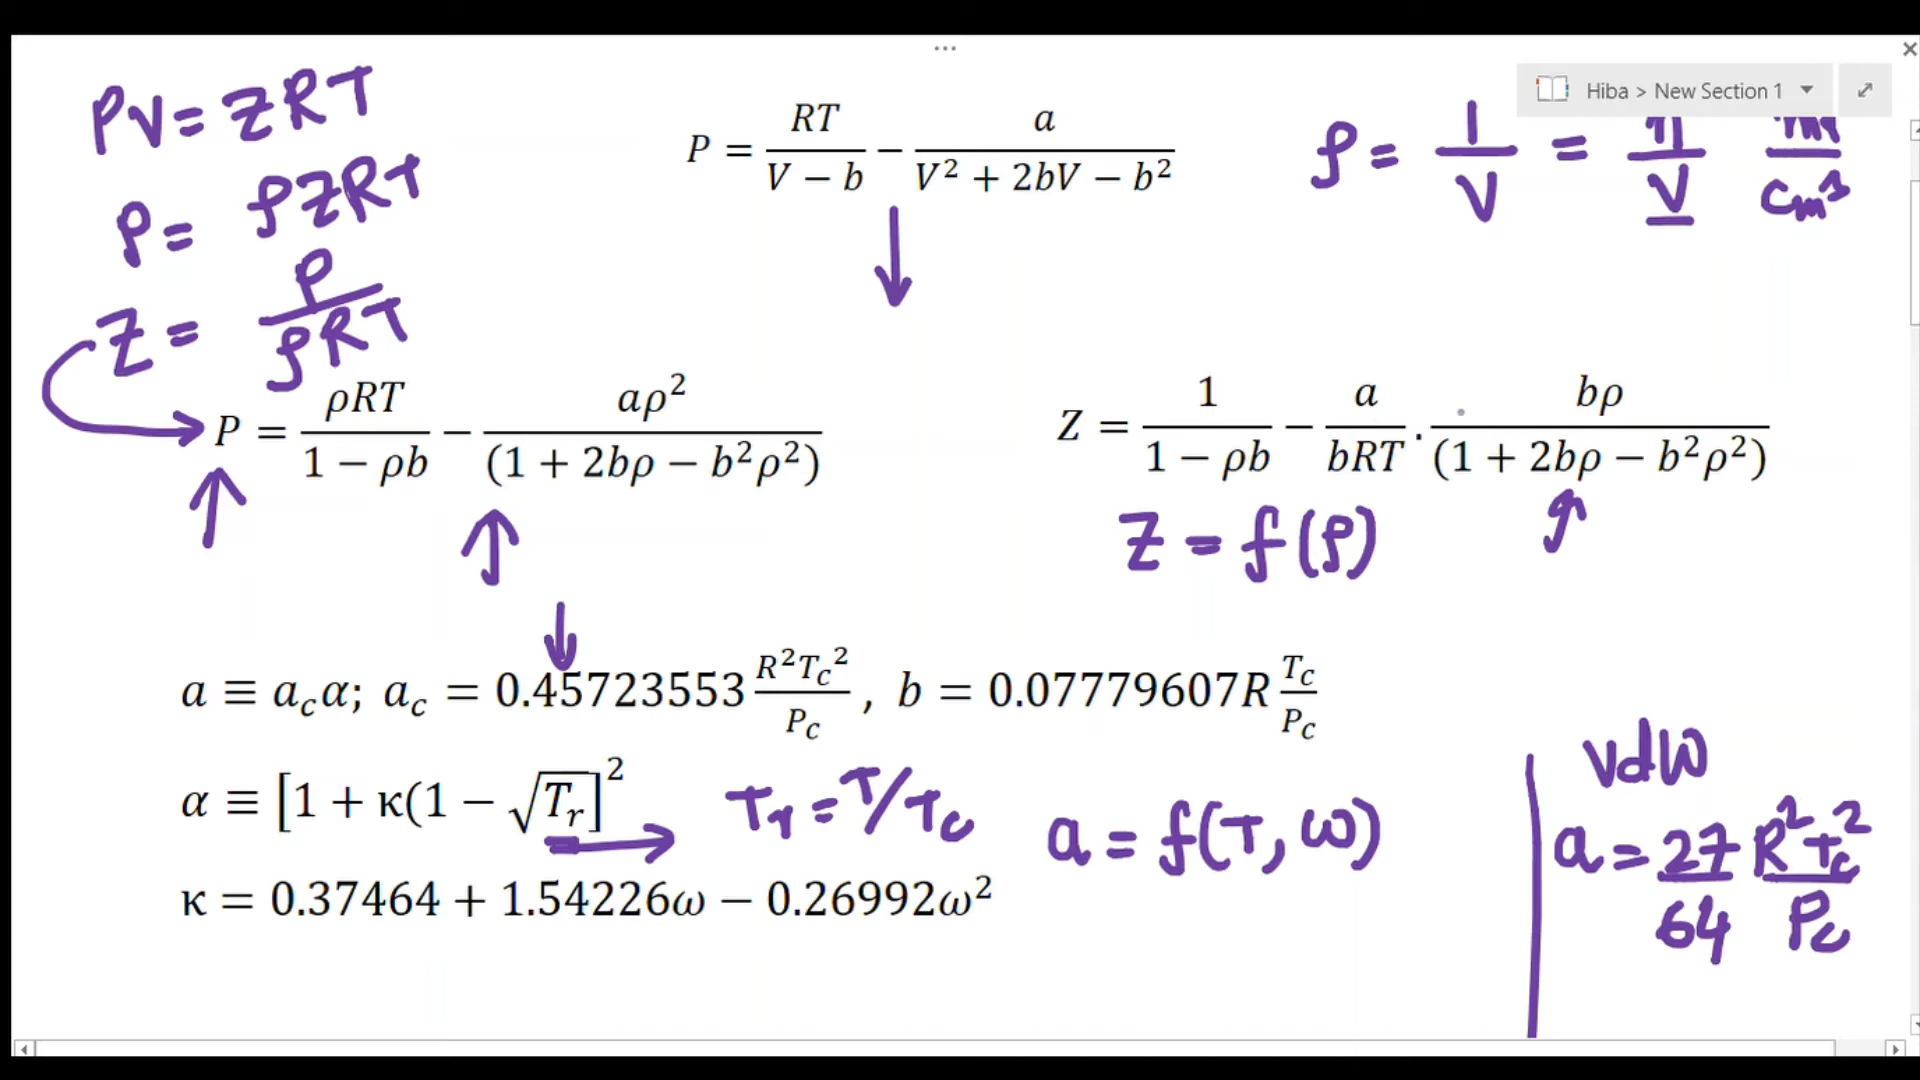 Hiba > New Section 1
PV = ZRT
P = ρZRT
Z = P/ρRT
P = RT/(V − b) − a/(V² + 2bV − b²)
ρ = 1/V = n/V /cm³
P = ρRT/(1 − ρb) − aρ²/(1 + 2bρ − b²ρ²)
Z = 1/(1 − ρb) − a/bRT . bρ/(1 + 2bρ − b²ρ²)
Z = f(ρ)
a ≡ a_cα; a_c = 0.45723553 R²T_c²/P_c , b = 0.07779607R T_c/P_c
α ≡ [1 + κ(1 − √T_r]²
T_r = T/T_c
a = f(T, ω)
κ = 0.37464 + 1.54226ω − 0.26992ω²
VdW
a = 27/64 R²T_c²/P_c